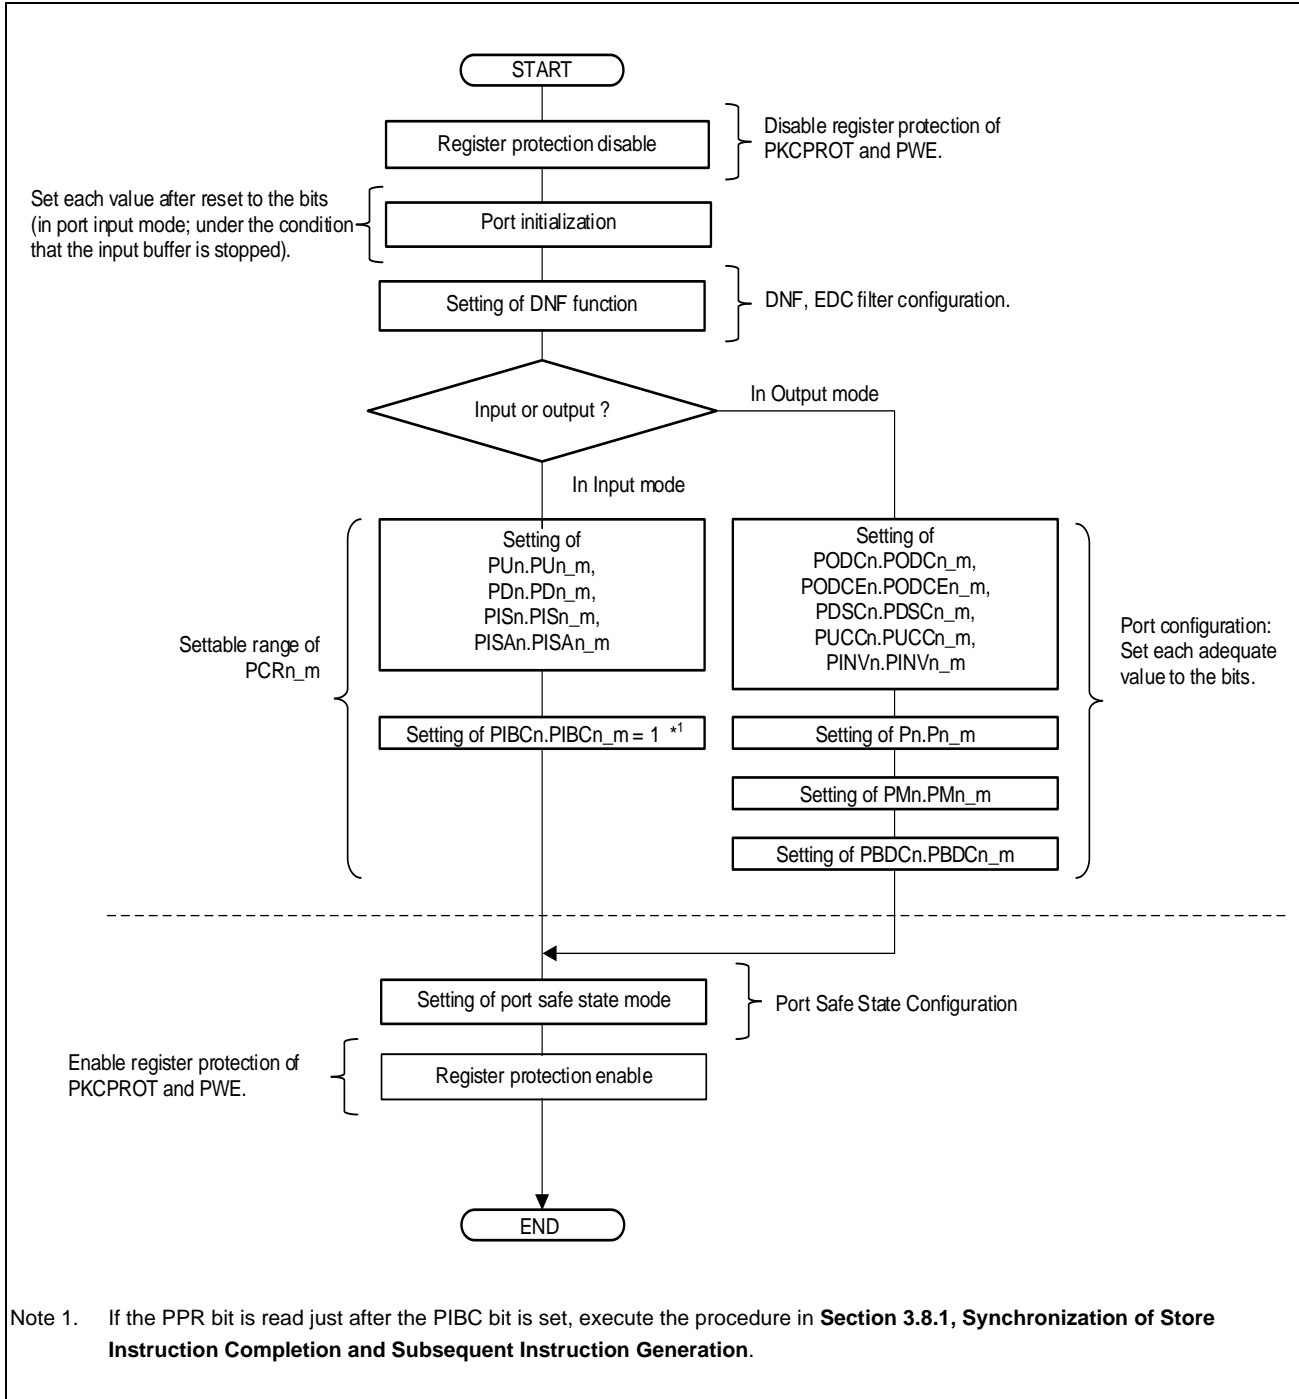 START
Register protection disable
Disable register protection of
PKCPROT and PWE.
Set each value after reset to the bits
(in port input mode; under the condition
that the input buffer is stopped).
Port initialization
Setting of DNF function
DNF, EDC filter configuration.
Input or output ?
In Output mode
In Input mode
Setting of
PUn.PUn_m,
PDn.PDn_m,
PISn.PISn_m,
PISAn.PISAn_m
Setting of
PODCn.PODCn_m,
PODCEn.PODCEn_m,
PDSCn.PDSCn_m,
PUCCn.PUCCn_m,
PINVn.PINVn_m
Settable range of
PCRn_m
Port configuration:
Set each adequate
value to the bits.
Setting of PIBCn.PIBCn_m = 1 *1
Setting of Pn.Pn_m
Setting of PMn.PMn_m
Setting of PBDCn.PBDCn_m
Setting of port safe state mode
Port Safe State Configuration
Enable register protection of
PKCPROT and PWE.
Register protection enable
END
Note 1. If the PPR bit is read just after the PIBC bit is set, execute the procedure in Section 3.8.1, Synchronization of Store
Instruction Completion and Subsequent Instruction Generation.